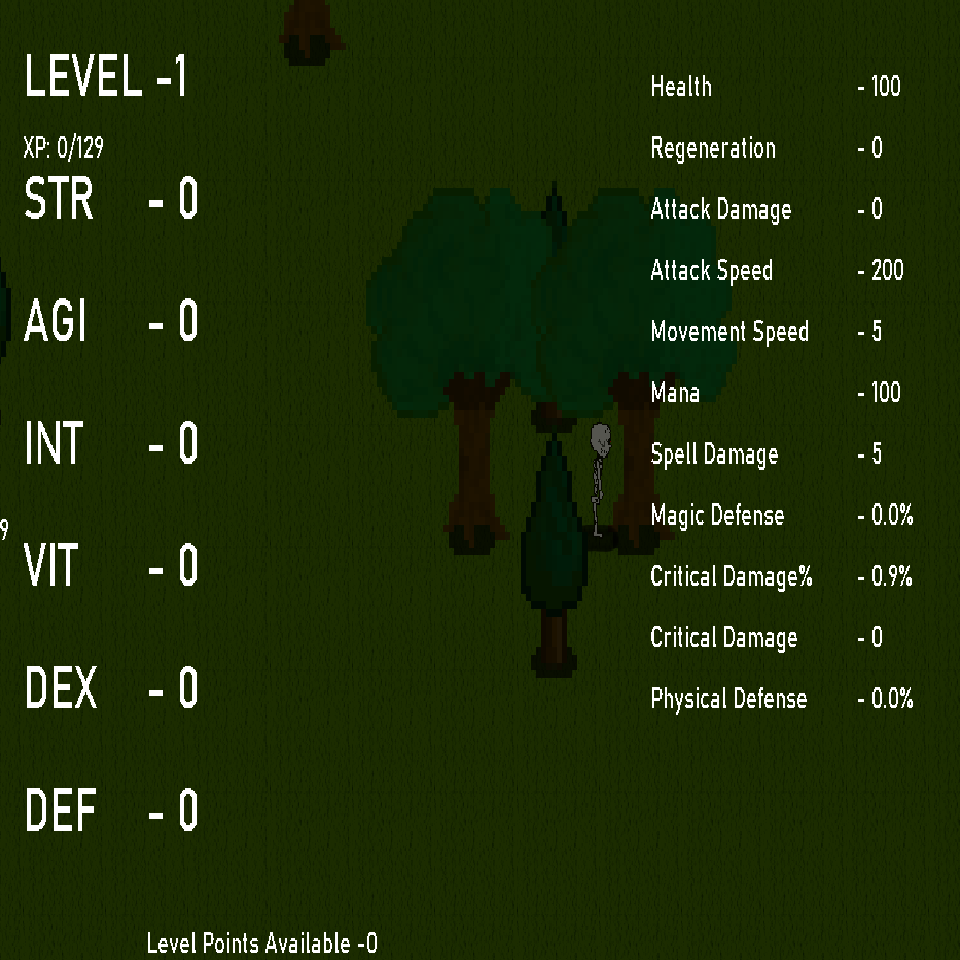 LEVEL -1
XP: 0/129
STR - 0
AGI - 0
INT - 0
9
VIT - 0
DEX - 0
DEF - 0
Level Points Available -0
Health - 100
Regeneration - 0
Attack Damage - 0
Attack Speed - 200
Movement Speed - 5
Mana - 100
Spell Damage - 5
Magic Defense - 0.0%
Critical Damage% - 0.9%
Critical Damage - 0
Physical Defense - 0.0%